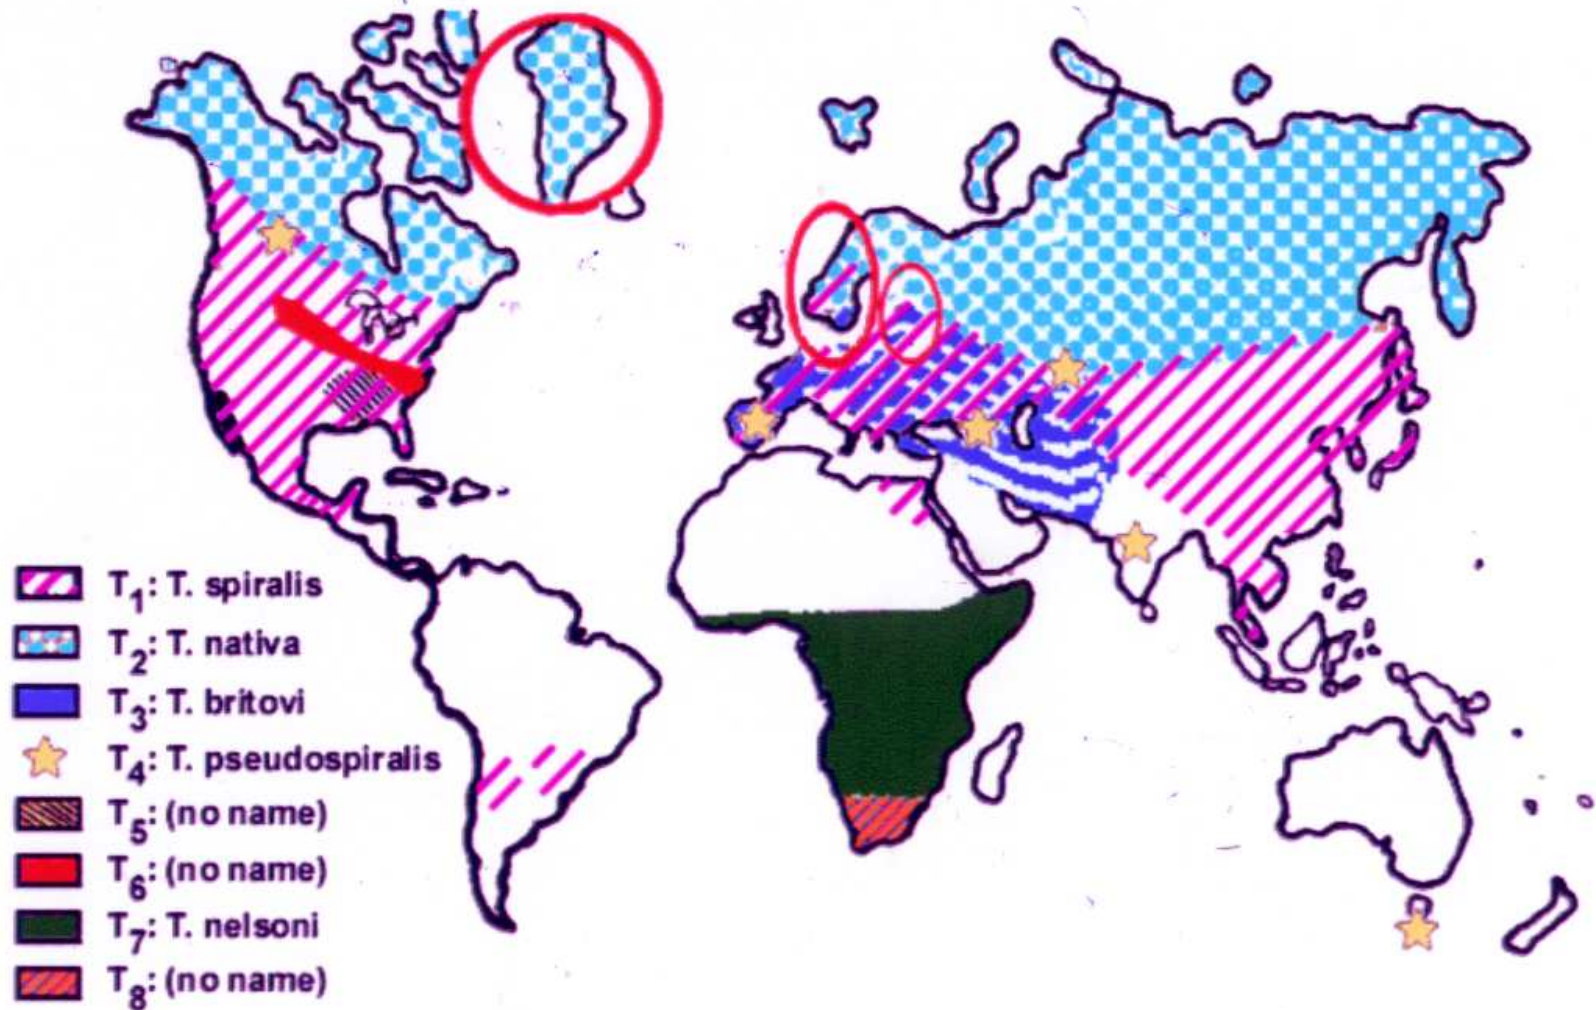 T₁: T. spiralis
T₂: T. nativa
T₃: T. britovi
T₄: T. pseudospiralis
T₅: (no name)
T₆: (no name)
T₇: T. nelsoni
T₈: (no name)